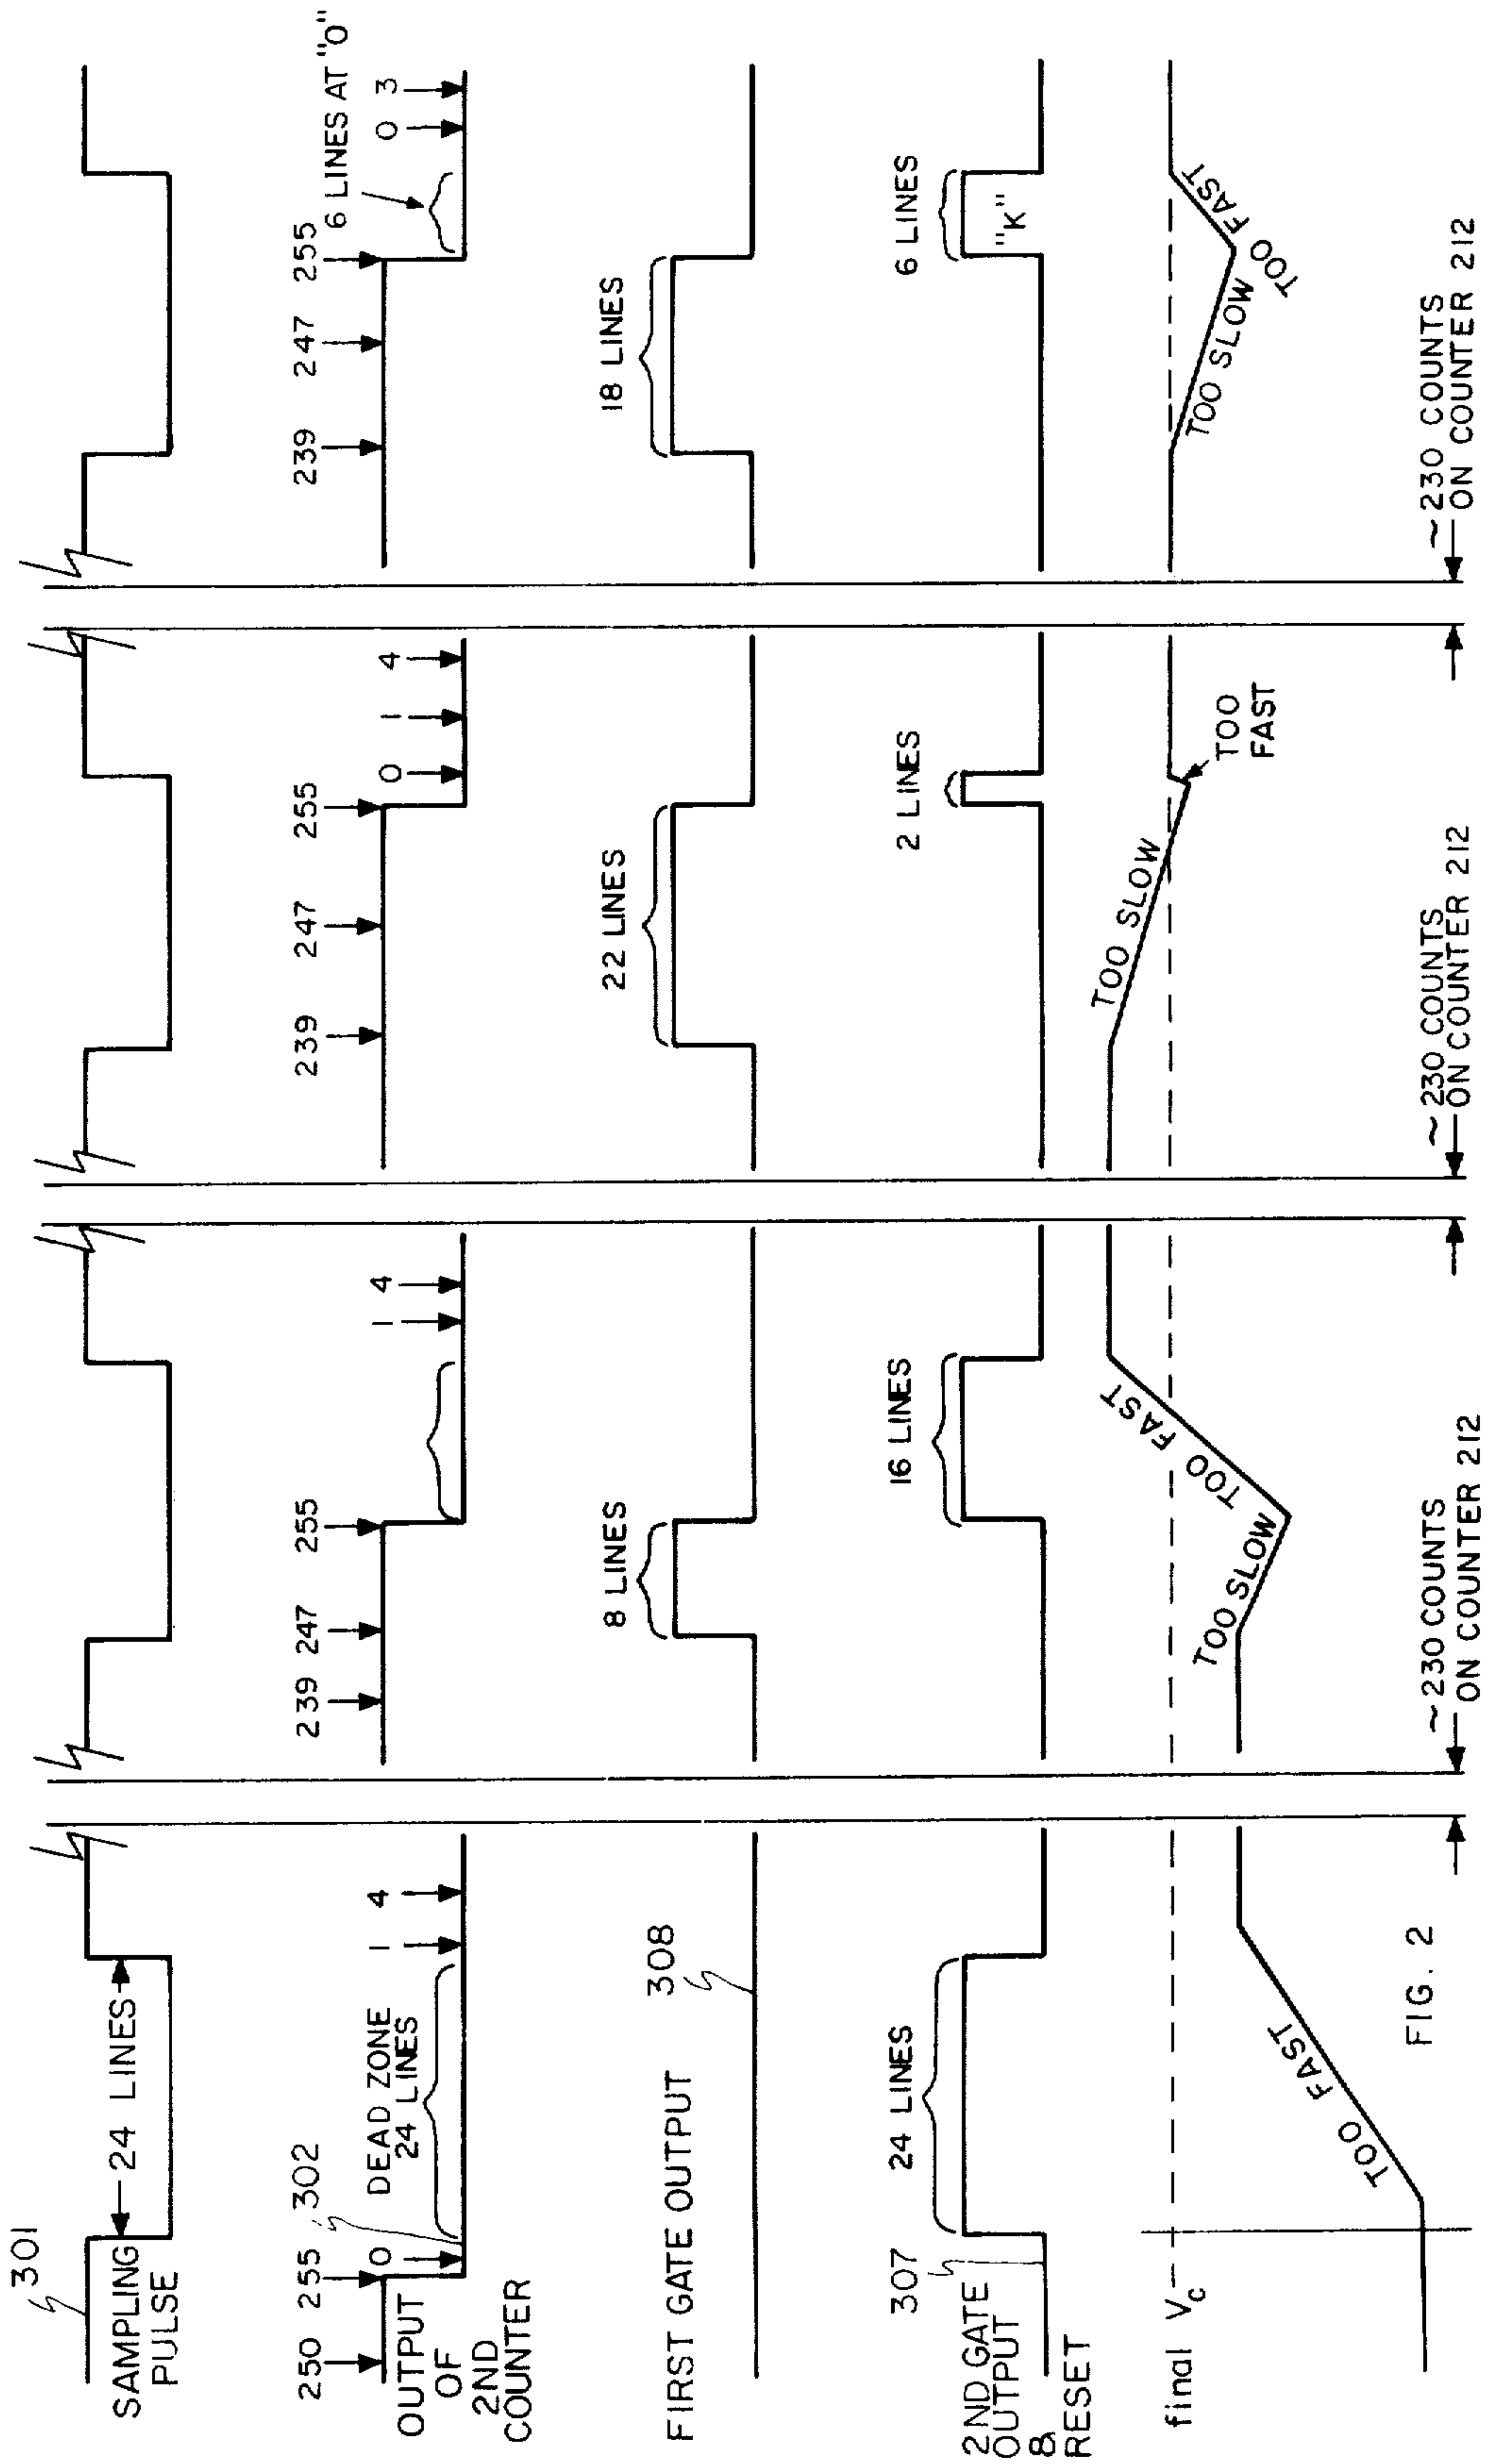 301
SAMPLING
PULSE
24 LINES
250
255
0
302
DEAD ZONE
24 LINES
1
4
239
247
255
1
4
239
247
255
0
1
4
239
247
255
6 LINES AT "0"
0
3
OUTPUT
OF
2ND
COUNTER
FIRST GATE OUTPUT
308
8 LINES
22 LINES
18 LINES
307
2ND GATE
OUTPUT
&
RESET
24 LINES
16 LINES
2 LINES
6 LINES
"K"
final Vc
TOO FAST
TOO SLOW
TOO FAST
TOO SLOW
TOO
FAST
TOO SLOW
TOO FAST
~230 COUNTS
ON COUNTER 212
~230 COUNTS
ON COUNTER 212
~230 COUNTS
ON COUNTER 212
FIG. 2